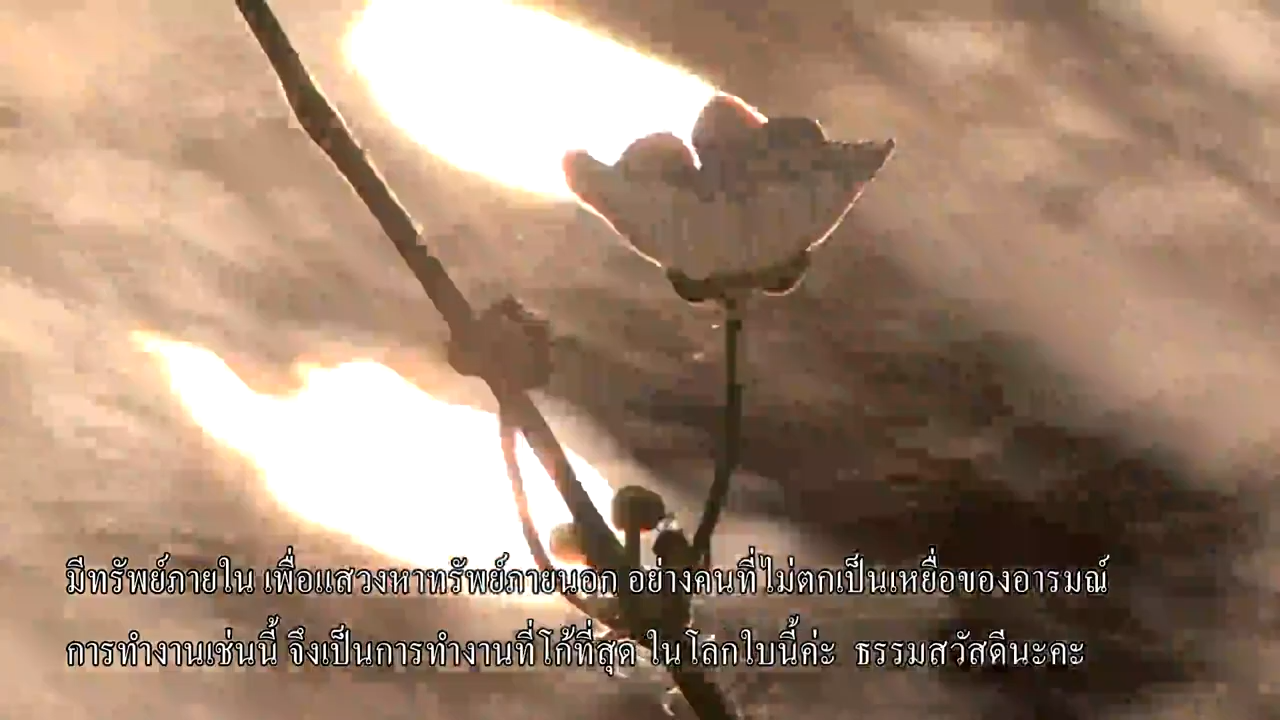 มีทรัพย์ภายใน เพื่อแสวงหาทรัพย์ภายนอก อย่างคนที่ไม่ตกเป็นเหยื่อของอารมณ์
การทำงานเช่นนี้ จึงเป็นการทำงานที่โก้ที่สุด ในโลกใบนี้ค่ะ ธรรมสวัสดีนะคะ